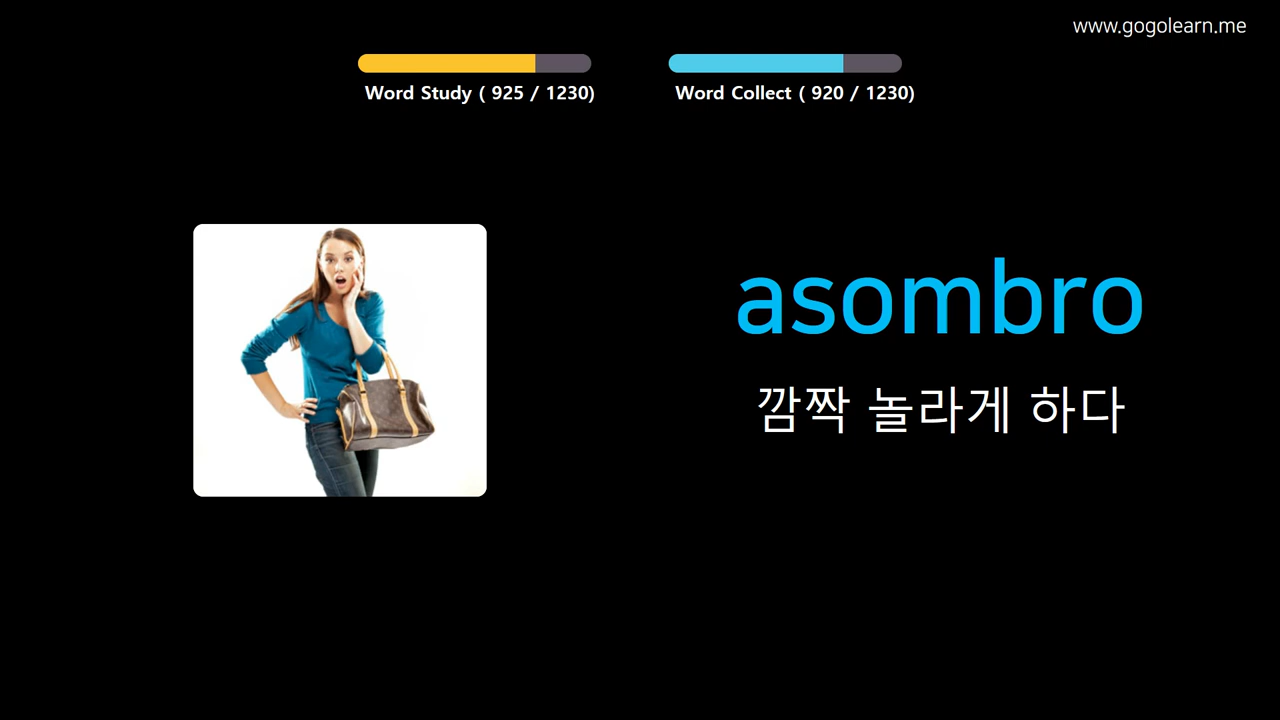 www.gogolearn.me
Word Study ( 925 / 1230)
Word Collect ( 920 / 1230)
asombro
깜짝 놀라게 하다